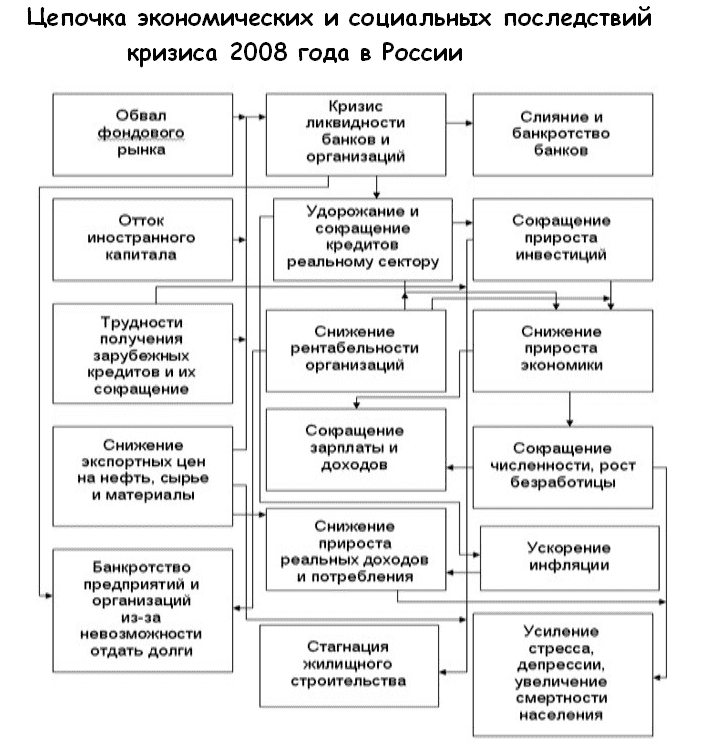 Цепочка экономических и социальных последствий
кризиса 2008 года в России
Обвал
фондового
рынка
Кризис
ликвидности
банков и
организаций
Слияние и
банкротство
банков
Отток
иностранного
капитала
Удорожание и
сокращение
кредитов
реальному сектору
Сокращение
прироста
инвестиций
Трудности
получения
зарубежных
кредитов и их
сокращение
Снижение
рентабельности
организаций
Снижение
прироста
экономики
Снижение
экспортных цен
на нефть, сырье
и материалы
Сокращение
зарплаты и
доходов
Сокращение
численности, рост
безработицы
Банкротство
предприятий и
организаций
из-за
невозможности
отдать долги
Снижение
прироста
реальных доходов
и потребления
Ускорение
инфляции
Стагнация
жилищного
строительства
Усиление
стресса,
депрессии,
увеличение
смертности
населения